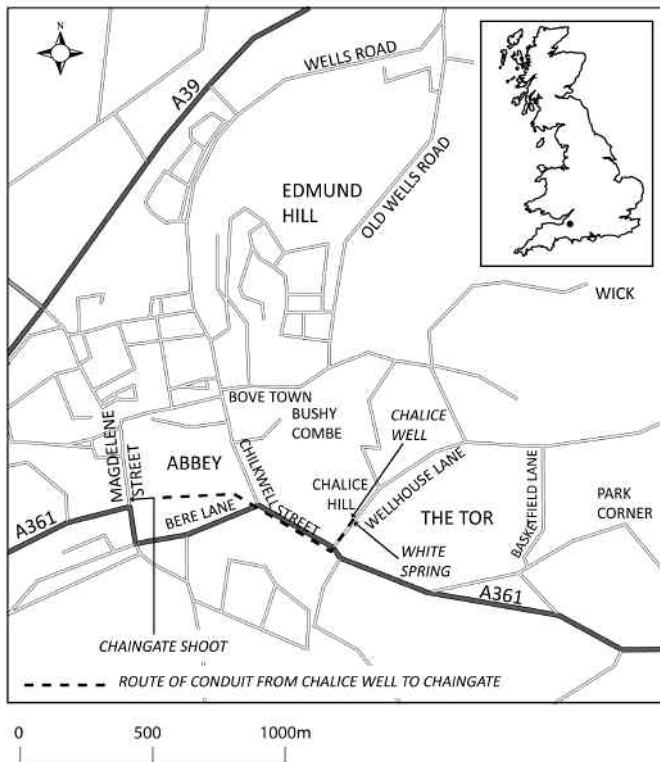 N
WELLS ROAD
A39
EDMUND
HILL
OLD WELLS ROAD
WICK
BOVE TOWN
BUSHY
COMBE
CHALICE
WELL
MAGDELENE
STREET
ABBEY
CHILKWELL
STREET
CHALICE
HILL
WELLHOUSE LANE
THE TOR
BASKETFIELD LANE
PARK
CORNER
A361
BERE LANE
WHITE
SPRING
A361
CHAINGATE SHOOT
ROUTE OF CONDUIT FROM CHALICE WELL TO CHAINGATE
0 500 1000m